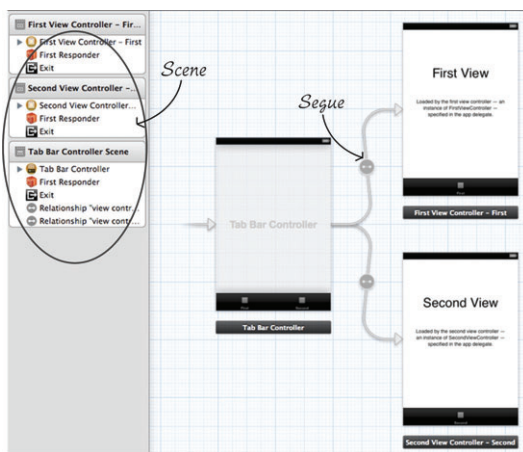 First View Controller – Fir...
First View Controller – First
First Responder
Exit
Second View Controller –...
Second View Controller...
First Responder
Exit
Tab Bar Controller Scene
Tab Bar Controller
First Responder
Exit
Relationship "view contr...
Relationship "view contr...
Scene
Segue
Tab Bar Controller
First
Second
Tab Bar Controller
First View
Loaded by the first view controller —
an instance of FirstViewController —
specified in the app delegate.
First
First View Controller – First
Second View
Loaded by the second view controller —
an instance of SecondViewController —
specified in the app delegate.
Second
Second View Controller – Second